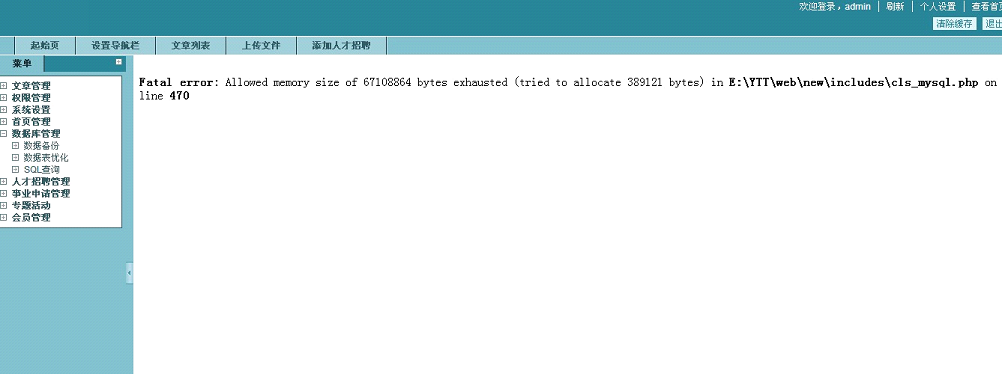 欢迎登录，admin 刷新 个人设置 查看首页
清除缓存 退出
起始页 设置导航栏 文章列表 上传文件 添加人才招聘
菜单
文章管理
权限管理
系统设置
首页管理
数据库管理
数据备份
数据表优化
SQL查询
人才招聘管理
事业申请管理
专题活动
会员管理
Fatal error: Allowed memory size of 67108864 bytes exhausted (tried to allocate 389121 bytes) in E:\YTT\web\new\includes\cls_mysql.php on
line 470